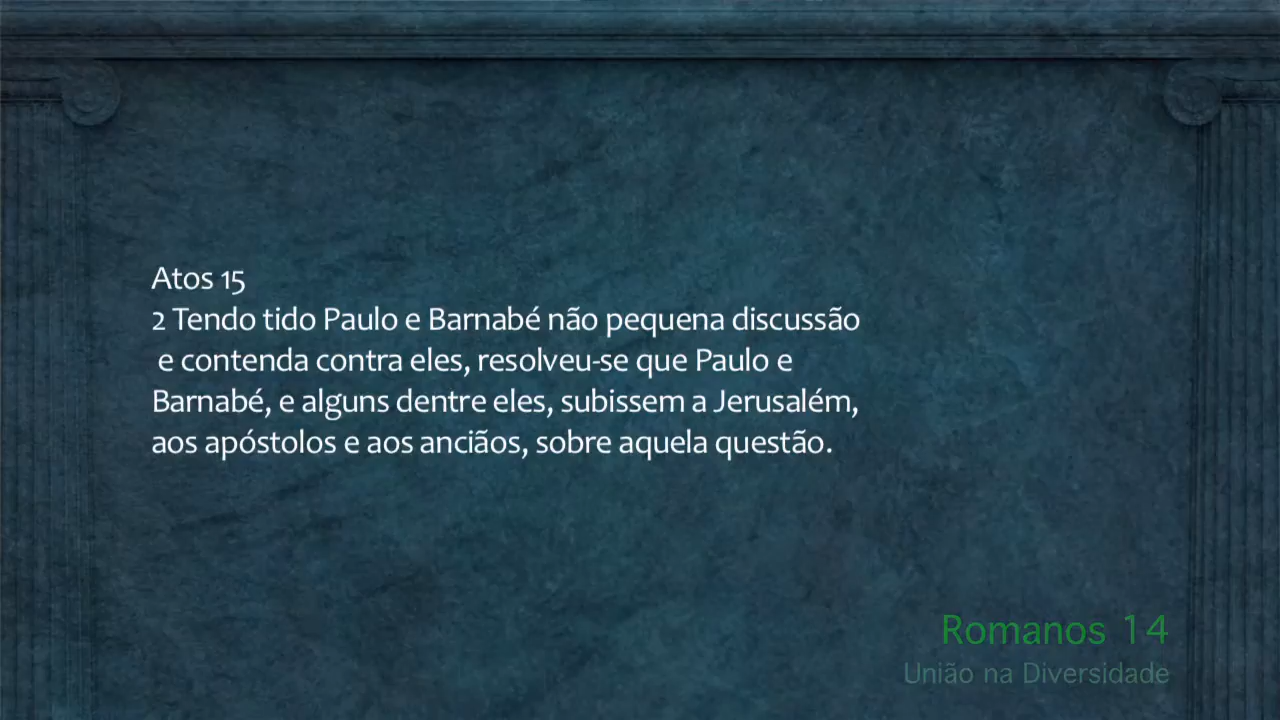 Atos 15
2 Tendo tido Paulo e Barnabé não pequena discussão
e contenda contra eles, resolveu-se que Paulo e
Barnabé, e alguns dentre eles, subissem a Jerusalém,
aos apóstolos e aos anciãos, sobre aquela questão.
Romanos 14
União na Diversidade